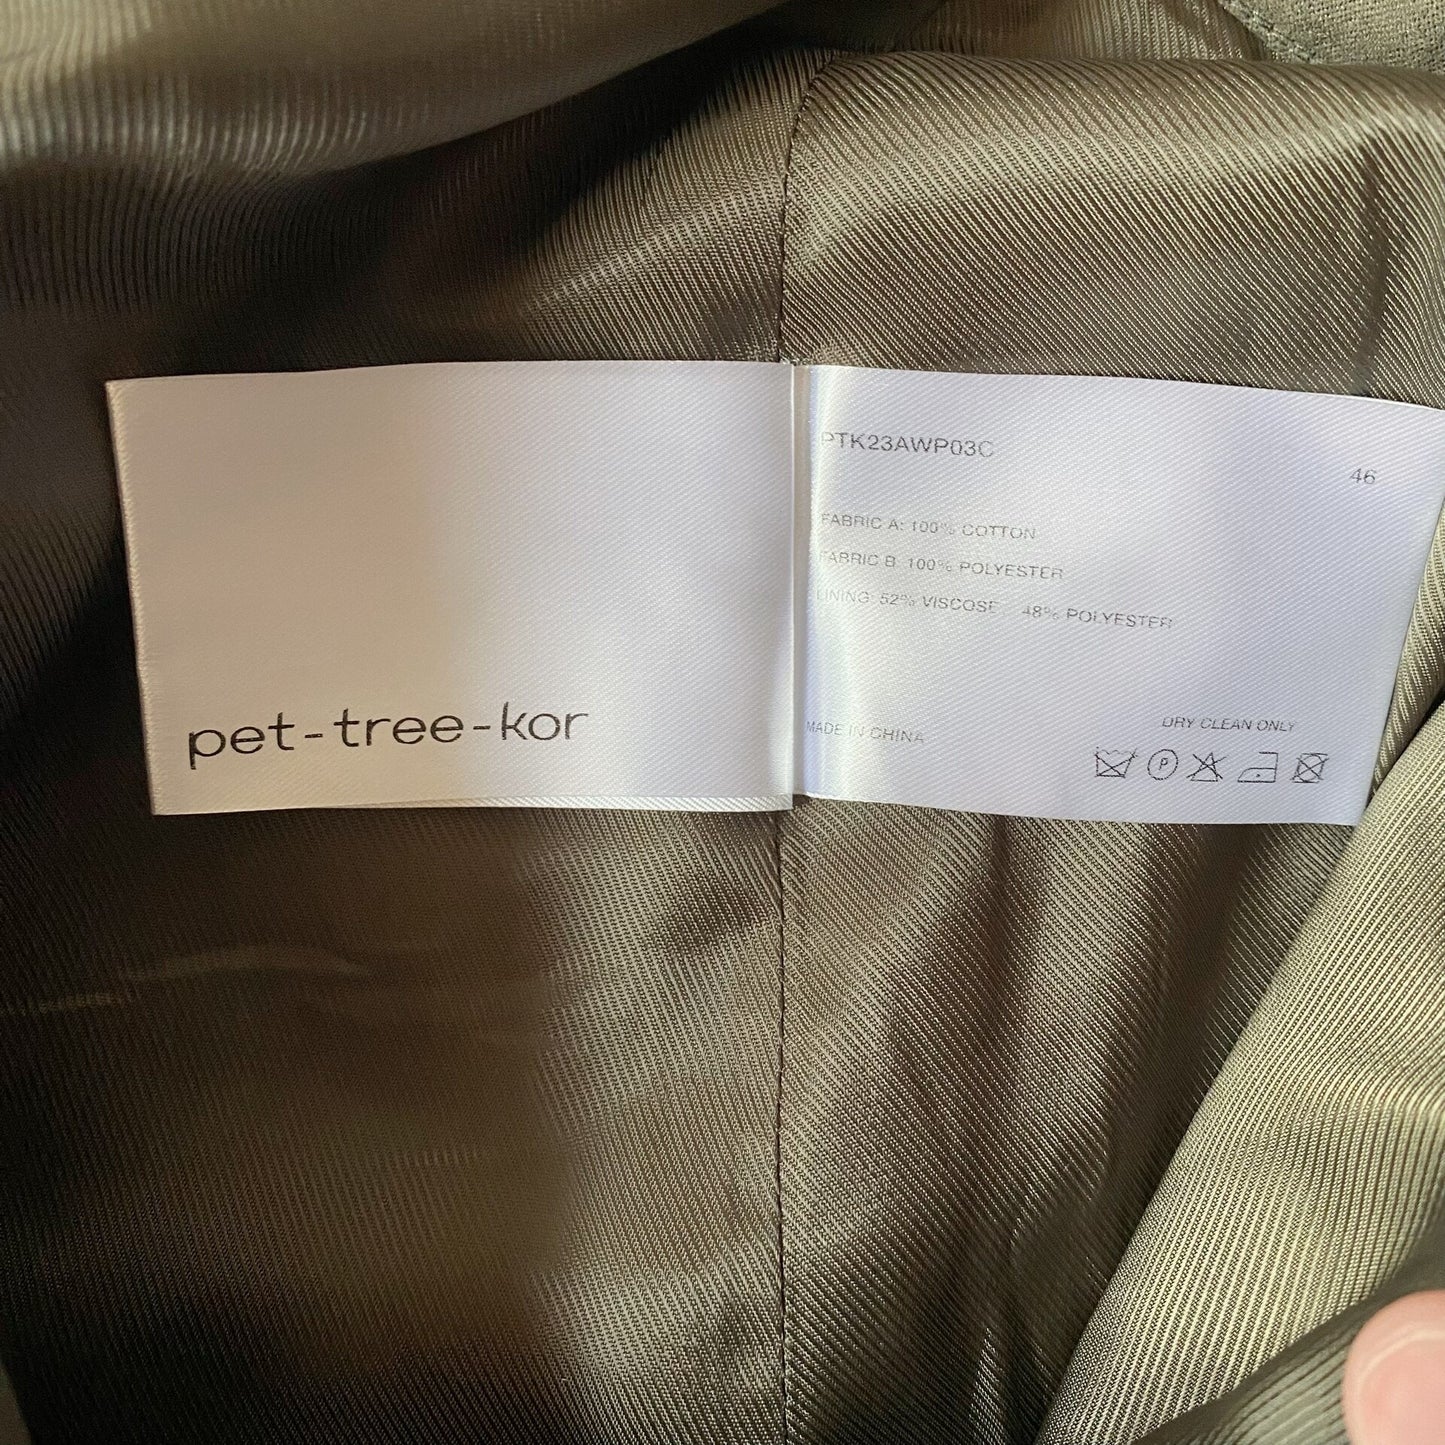 pet-tree-kor
PTK23AWP03C
46
FABRIC A: 100% COTTON
FABRIC B: 100% POLYESTER
LINING: 52% VISCOSE 48% POLYESTER
MADE IN CHINA
DRY CLEAN ONLY
P